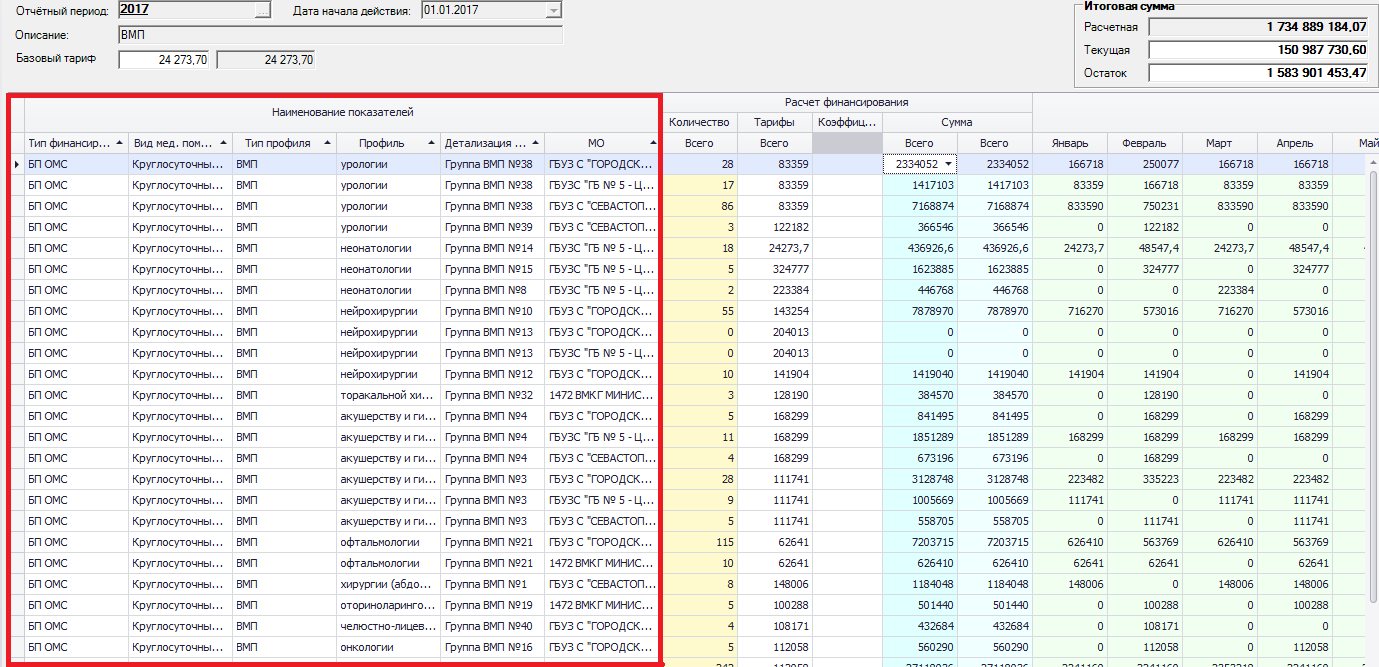 Отчётный период: 2017 ... Дата начала действия: 01.01.2017
Описание: ВМП
Базовый тариф 24 273,70 24 273,70
Итоговая сумма
Расчетная 1 734 889 184,07
Текущая 150 987 730,60
Остаток 1 583 901 453,47
Наименование показателей Расчет финансирования
Количество Тарифы Коэффиц... Сумма
Тип финансир... Вид мед. пом... Тип профиля Профиль Детализация ... МО Всего Всего Всего Всего Январь Февраль Март Апрель Май
БП ОМС Круглосуточны... ВМП урологии Группа ВМП №38 ГБУЗ С "ГОРОДСК... 28 83359 2334052 2334052 166718 250077 166718 166718
БП ОМС Круглосуточны... ВМП урологии Группа ВМП №38 ГБУЗС "ГБ № 5 - Ц... 17 83359 1417103 1417103 83359 166718 83359 83359
БП ОМС Круглосуточны... ВМП урологии Группа ВМП №38 ГБУЗ С "СЕВАСТОП... 86 83359 7168874 7168874 833590 750231 833590 833590
БП ОМС Круглосуточны... ВМП урологии Группа ВМП №39 ГБУЗ С "СЕВАСТОП... 3 122182 366546 366546 0 122182 0 0
БП ОМС Круглосуточны... ВМП неонатологии Группа ВМП №14 ГБУЗС "ГБ № 5 - Ц... 18 24273,7 436926,6 436926,6 24273,7 48547,4 24273,7 48547,4
БП ОМС Круглосуточны... ВМП неонатологии Группа ВМП №15 ГБУЗС "ГБ № 5 - Ц... 5 324777 1623885 1623885 0 324777 0 324777
БП ОМС Круглосуточны... ВМП неонатологии Группа ВМП №8 ГБУЗС "ГБ № 5 - Ц... 2 223384 446768 446768 0 0 223384 0
БП ОМС Круглосуточны... ВМП нейрохирургии Группа ВМП №10 ГБУЗ С "ГОРОДСК... 55 143254 7878970 7878970 716270 573016 716270 573016
БП ОМС Круглосуточны... ВМП нейрохирургии Группа ВМП №13 ГБУЗ С "ГОРОДСК... 0 204013 0 0 0 0 0 0
БП ОМС Круглосуточны... ВМП нейрохирургии Группа ВМП №13 ГБУЗС "ГБ № 5 - Ц... 0 204013 0 0 0 0 0 0
БП ОМС Круглосуточны... ВМП нейрохирургии Группа ВМП №12 ГБУЗ С "ГОРОДСК... 10 141904 1419040 1419040 141904 141904 0 141904
БП ОМС Круглосуточны... ВМП торакальной хи... Группа ВМП №32 1472 ВМКГ МИНИС... 3 128190 384570 384570 0 128190 0 0
БП ОМС Круглосуточны... ВМП акушерству и ги... Группа ВМП №4 ГБУЗ С "ГОРОДСК... 5 168299 841495 841495 0 168299 0 168299
БП ОМС Круглосуточны... ВМП акушерству и ги... Группа ВМП №4 ГБУЗС "ГБ № 5 - Ц... 11 168299 1851289 1851289 168299 168299 168299 168299
БП ОМС Круглосуточны... ВМП акушерству и ги... Группа ВМП №4 ГБУЗ С "СЕВАСТОП... 4 168299 673196 673196 0 168299 0 0
БП ОМС Круглосуточны... ВМП акушерству и ги... Группа ВМП №3 ГБУЗ С "ГОРОДСК... 28 111741 3128748 3128748 223482 335223 223482 223482
БП ОМС Круглосуточны... ВМП акушерству и ги... Группа ВМП №3 ГБУЗС "ГБ № 5 - Ц... 9 111741 1005669 1005669 111741 0 111741 111741
БП ОМС Круглосуточны... ВМП акушерству и ги... Группа ВМП №3 ГБУЗ С "СЕВАСТОП... 5 111741 558705 558705 0 111741 0 111741
БП ОМС Круглосуточны... ВМП офтальмологии Группа ВМП №21 ГБУЗ С "ГОРОДСК... 115 62641 7203715 7203715 626410 563769 626410 563769
БП ОМС Круглосуточны... ВМП офтальмологии Группа ВМП №21 1472 ВМКГ МИНИС... 10 62641 626410 626410 62641 62641 0 62641
БП ОМС Круглосуточны... ВМП хирургии (абдо... Группа ВМП №1 ГБУЗ С "СЕВАСТОП... 8 148006 1184048 1184048 148006 0 148006 148006
БП ОМС Круглосуточны... ВМП оториноларинго... Группа ВМП №19 1472 ВМКГ МИНИС... 5 100288 501440 501440 0 100288 0 100288
БП ОМС Круглосуточны... ВМП челюстно-лицев... Группа ВМП №40 ГБУЗ С "ГОРОДСК... 4 108171 432684 432684 0 108171 0 0
БП ОМС Круглосуточны... ВМП онкологии Группа ВМП №16 ГБУЗ С "ГОРОДСК... 5 112058 560290 560290 0 112058 0 112058